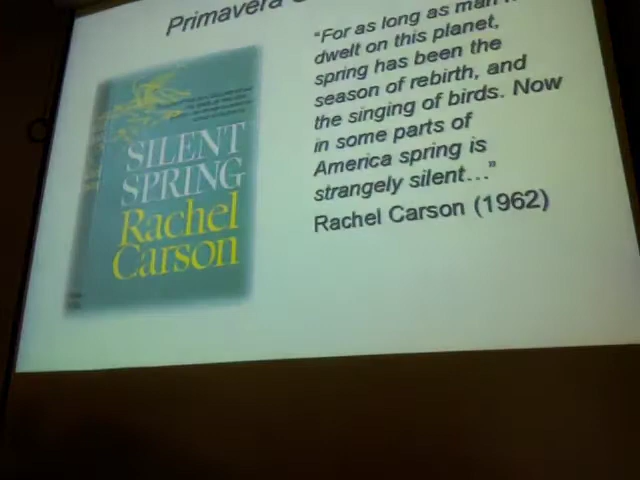 Primavera
"For as long as man
dwelt on this planet,
spring has been the
season of rebirth, and
the singing of birds. Now
in some parts of
America spring is
strangely silent..."
Rachel Carson (1962)
SILENT
SPRING
Rachel
Carson